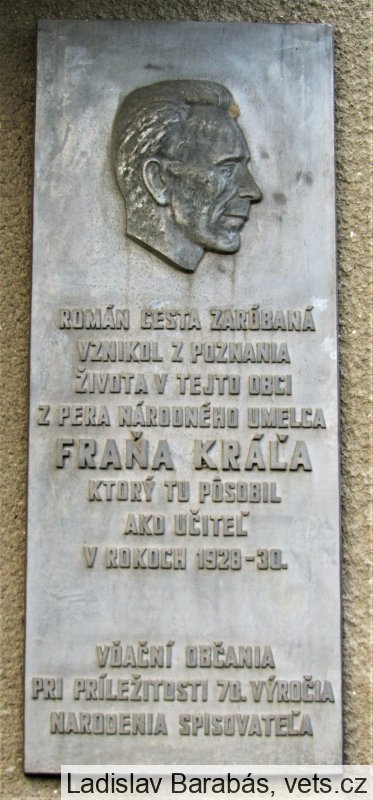 ROMÁN CESTA ZARÚBANÁ
VZNIKOL Z POZNANIA
ŽIVOTA V TEJTO OBCI
Z PERA NÁRODNÉHO UMELCA
FRAŇA KRÁĽA
KTORÝ TU PÔSOBIL
AKO UČITEĽ
V ROKOCH 1928-30.
VĎAČNÍ OBČANIA
PRI PRÍLEŽITOSTI 70. VÝROČIA
NARODENIA SPISOVATEĽA
Ladislav Barabás, vets.cz